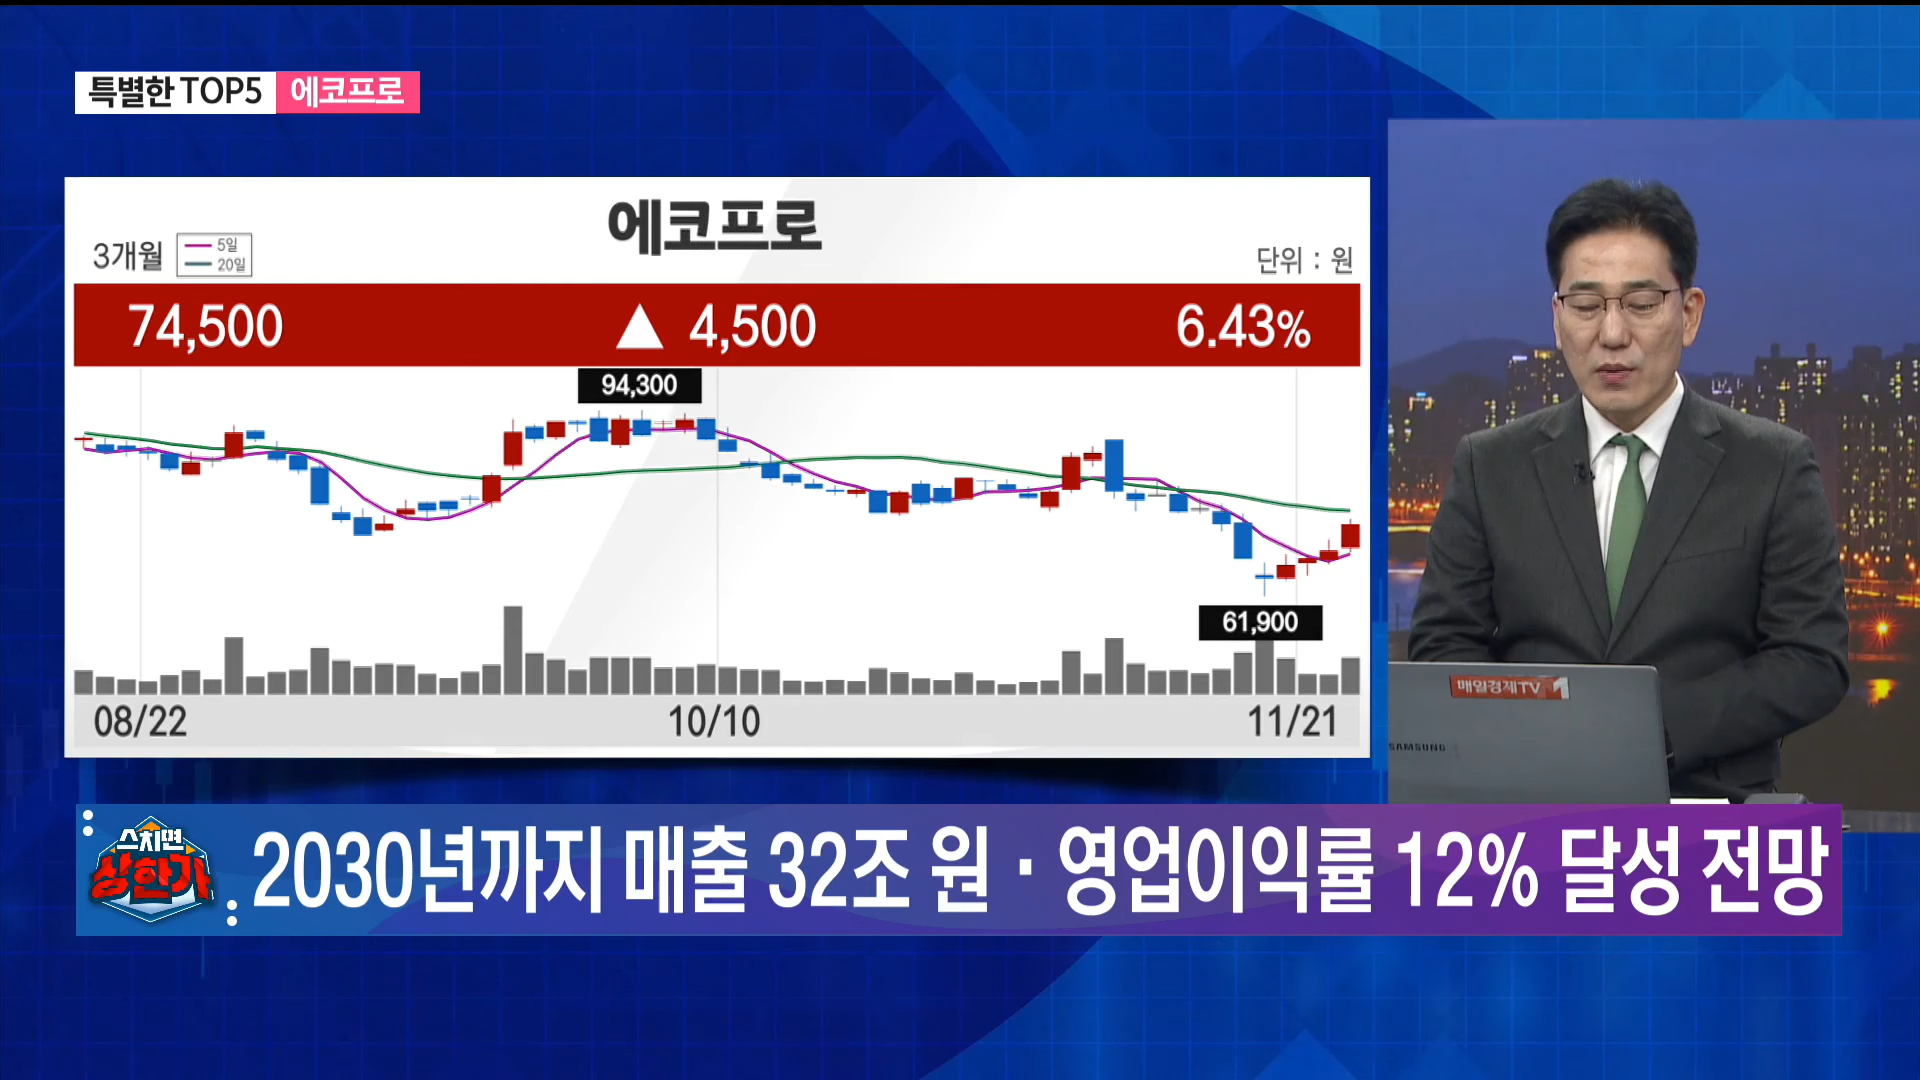 특별한 TOP5 에코프로
에코프로
3개월
5일
20일
단위 : 원
74,500 ▲ 4,500 6.43%
94,300
61,900
08/22 10/10 11/21
매일경제TV 1
SAMSUNG
스치면
상한가
2030년까지 매출 32조 원 · 영업이익률 12% 달성 전망